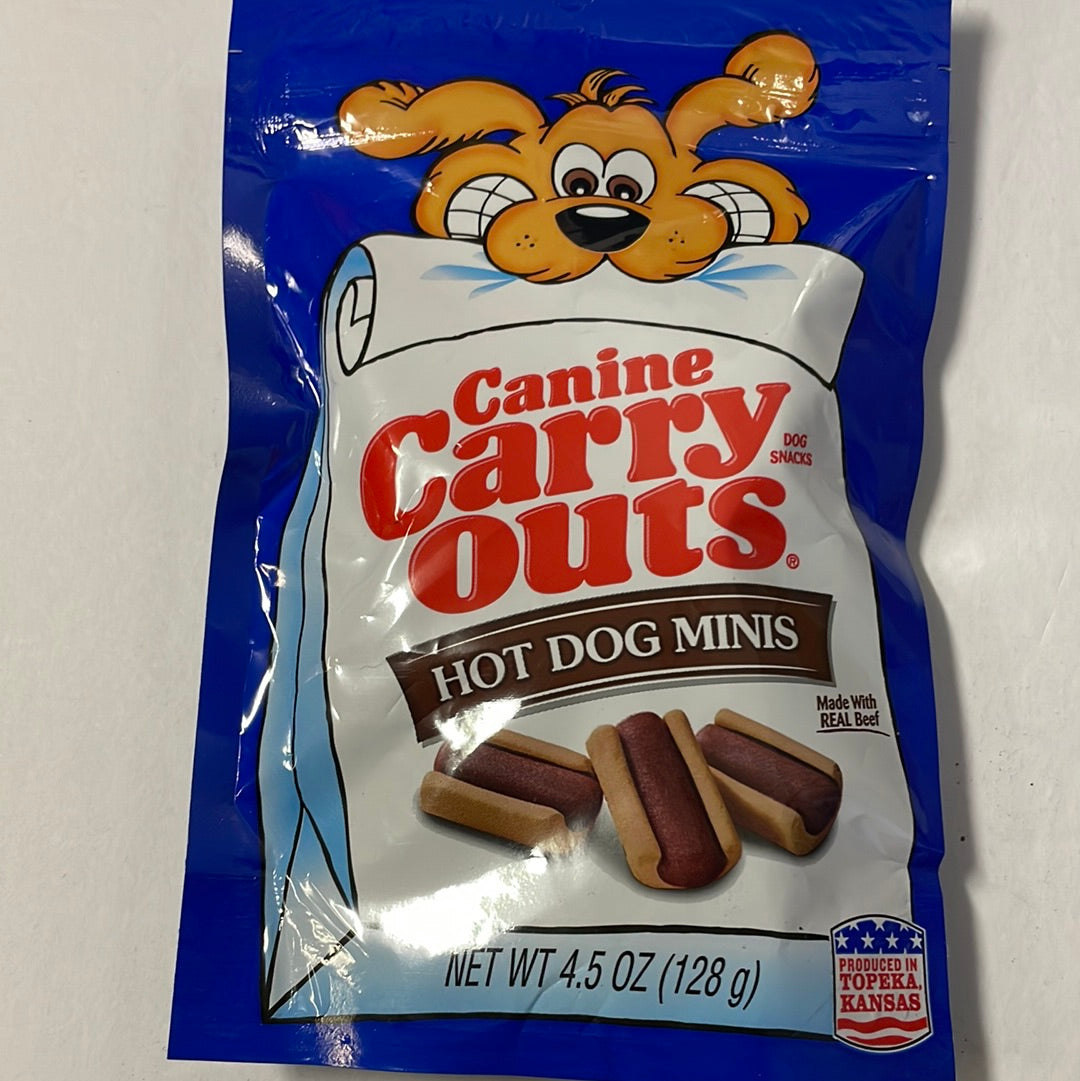 Canine
Carry
Outs®
DOG
SNACKS
HOT DOG MINIS
Made With
REAL Beef
NET WT 4.5 OZ (128 g)
PRODUCED IN
TOPEKA,
KANSAS